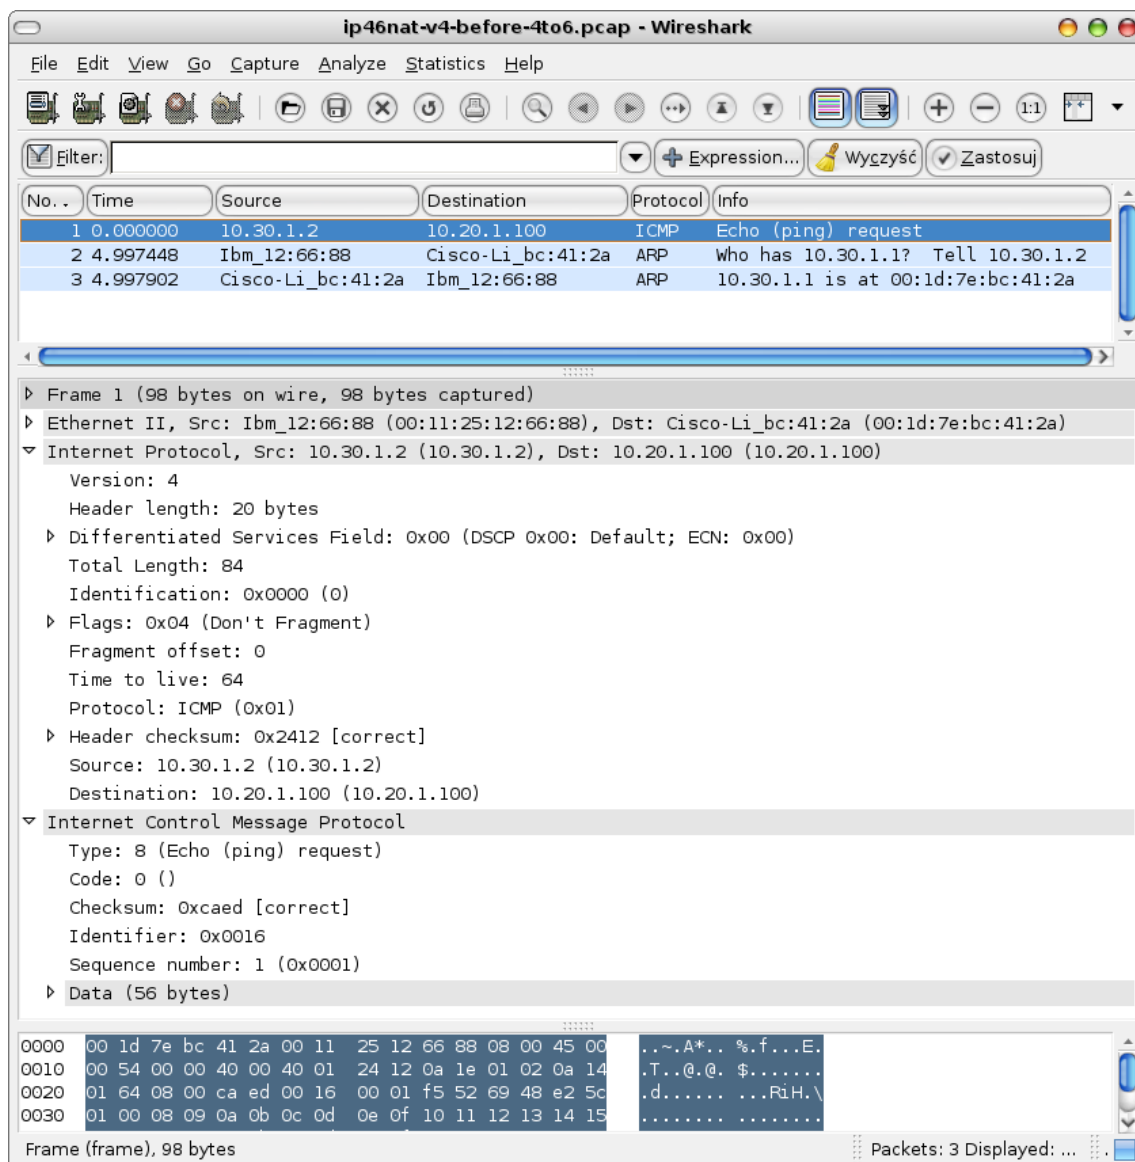 ip46nat-v4-before-4to6.pcap - Wireshark
File Edit View Go Capture Analyze Statistics Help
1:1
Filter: Expression... Wyczyść Zastosuj
No. . Time Source Destination Protocol Info
1 0.000000 10.30.1.2 10.20.1.100 ICMP Echo (ping) request
2 4.997448 Ibm_12:66:88 Cisco-Li_bc:41:2a ARP Who has 10.30.1.1? Tell 10.30.1.2
3 4.997902 Cisco-Li_bc:41:2a Ibm_12:66:88 ARP 10.30.1.1 is at 00:1d:7e:bc:41:2a
Frame 1 (98 bytes on wire, 98 bytes captured)
Ethernet II, Src: Ibm_12:66:88 (00:11:25:12:66:88), Dst: Cisco-Li_bc:41:2a (00:1d:7e:bc:41:2a)
Internet Protocol, Src: 10.30.1.2 (10.30.1.2), Dst: 10.20.1.100 (10.20.1.100)
Version: 4
Header length: 20 bytes
Differentiated Services Field: 0x00 (DSCP 0x00: Default; ECN: 0x00)
Total Length: 84
Identification: 0x0000 (0)
Flags: 0x04 (Don't Fragment)
Fragment offset: 0
Time to live: 64
Protocol: ICMP (0x01)
Header checksum: 0x2412 [correct]
Source: 10.30.1.2 (10.30.1.2)
Destination: 10.20.1.100 (10.20.1.100)
Internet Control Message Protocol
Type: 8 (Echo (ping) request)
Code: 0 ()
Checksum: 0xcaed [correct]
Identifier: 0x0016
Sequence number: 1 (0x0001)
Data (56 bytes)
0000 00 1d 7e bc 41 2a 00 11 25 12 66 88 08 00 45 00 ..~.A*.. %.f...E.
0010 00 54 00 00 40 00 40 01 24 12 0a 1e 01 02 0a 14 .T..@.@. $.......
0020 01 64 08 00 ca ed 00 16 00 01 f5 52 69 48 e2 5c .d...... ...RiH.\
0030 01 00 08 09 0a 0b 0c 0d 0e 0f 10 11 12 13 14 15 ........ ........
Frame (frame), 98 bytes Packets: 3 Displayed: ...